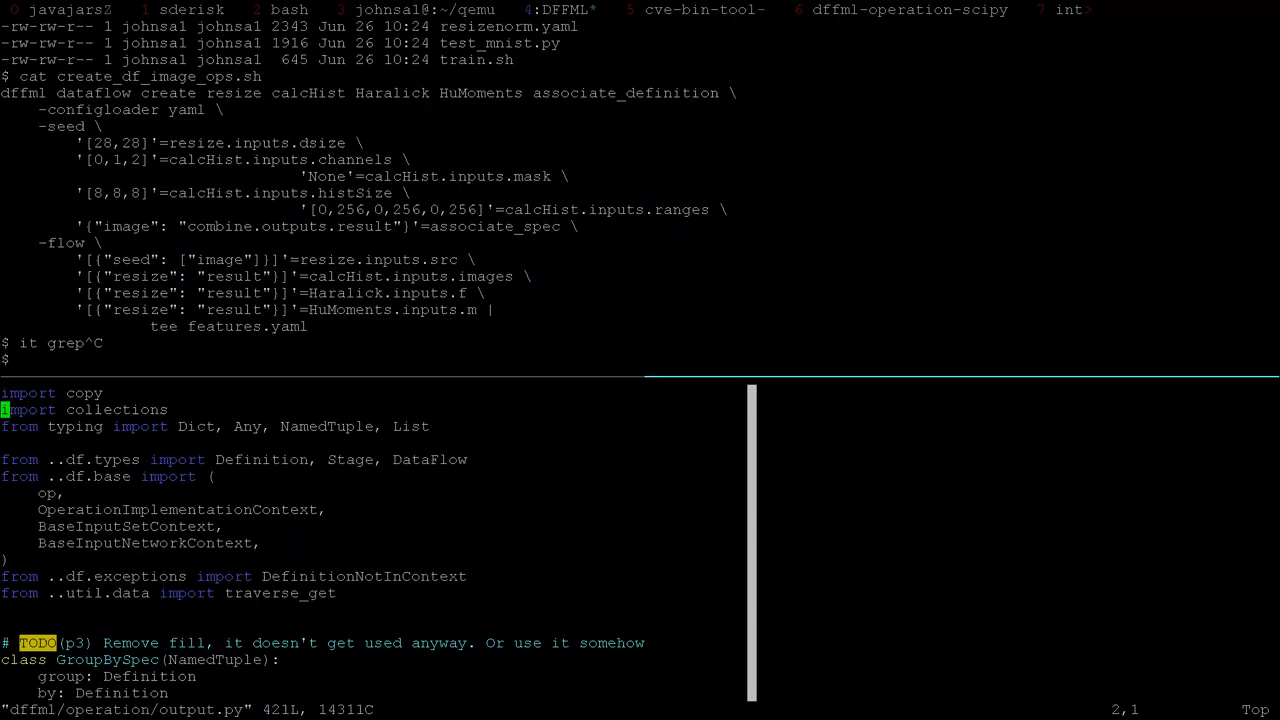 0 javajarsZ  1 sderisk  2 bash  3 johnsa1@:~/qemu  4:DFFML*  5 cve-bin-tool-  6 dffml-operation-scipy  7 int>
-rw-rw-r-- 1 johnsa1 johnsa1 2343 Jun 26 10:24 resizenorm.yaml
-rw-rw-r-- 1 johnsa1 johnsa1 1916 Jun 26 10:24 test_mnist.py
-rw-rw-r-- 1 johnsa1 johnsa1  645 Jun 26 10:24 train.sh
$ cat create_df_image_ops.sh
dffml dataflow create resize calcHist Haralick HuMoments associate_definition \
    -configloader yaml \
    -seed \
        '[28,28]'=resize.inputs.dsize \
        '[0,1,2]'=calcHist.inputs.channels \
                                'None'=calcHist.inputs.mask \
        '[8,8,8]'=calcHist.inputs.histSize \
                                '[0,256,0,256,0,256]'=calcHist.inputs.ranges \
        '{"image": "combine.outputs.result"}'=associate_spec \
    -flow \
        '[{"seed": ["image"]}]'=resize.inputs.src \
        '[{"resize": "result"}]'=calcHist.inputs.images \
        '[{"resize": "result"}]'=Haralick.inputs.f \
        '[{"resize": "result"}]'=HuMoments.inputs.m |
                tee features.yaml
$ it grep^C
$
import copy
import collections
from typing import Dict, Any, NamedTuple, List
from ..df.types import Definition, Stage, DataFlow
from ..df.base import (
    op,
    OperationImplementationContext,
    BaseInputSetContext,
    BaseInputNetworkContext,
)
from ..df.exceptions import DefinitionNotInContext
from ..util.data import traverse_get
# TODO(p3) Remove fill, it doesn't get used anyway. Or use it somehow
class GroupBySpec(NamedTuple):
    group: Definition
    by: Definition
"dffml/operation/output.py" 421L, 14311C  2,1  Top